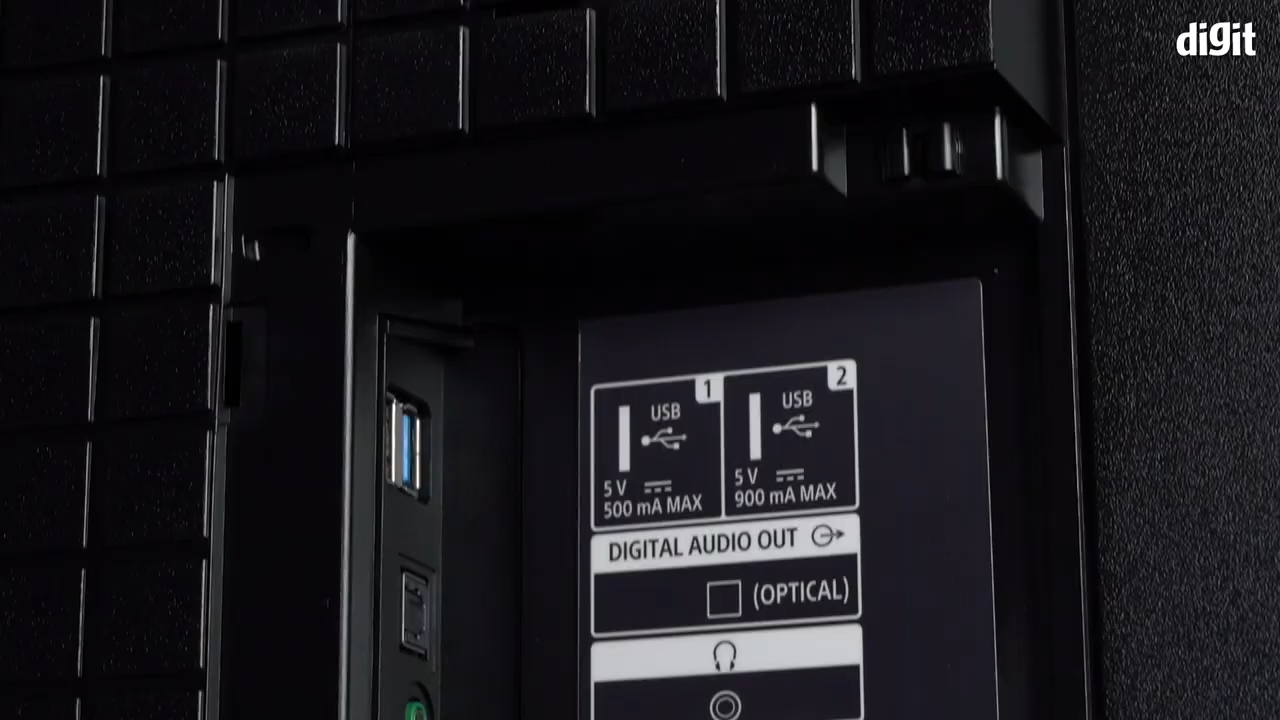 digit
1
2
USB
USB
5 V
500 mA MAX
5 V
900 mA MAX
DIGITAL AUDIO OUT
(OPTICAL)